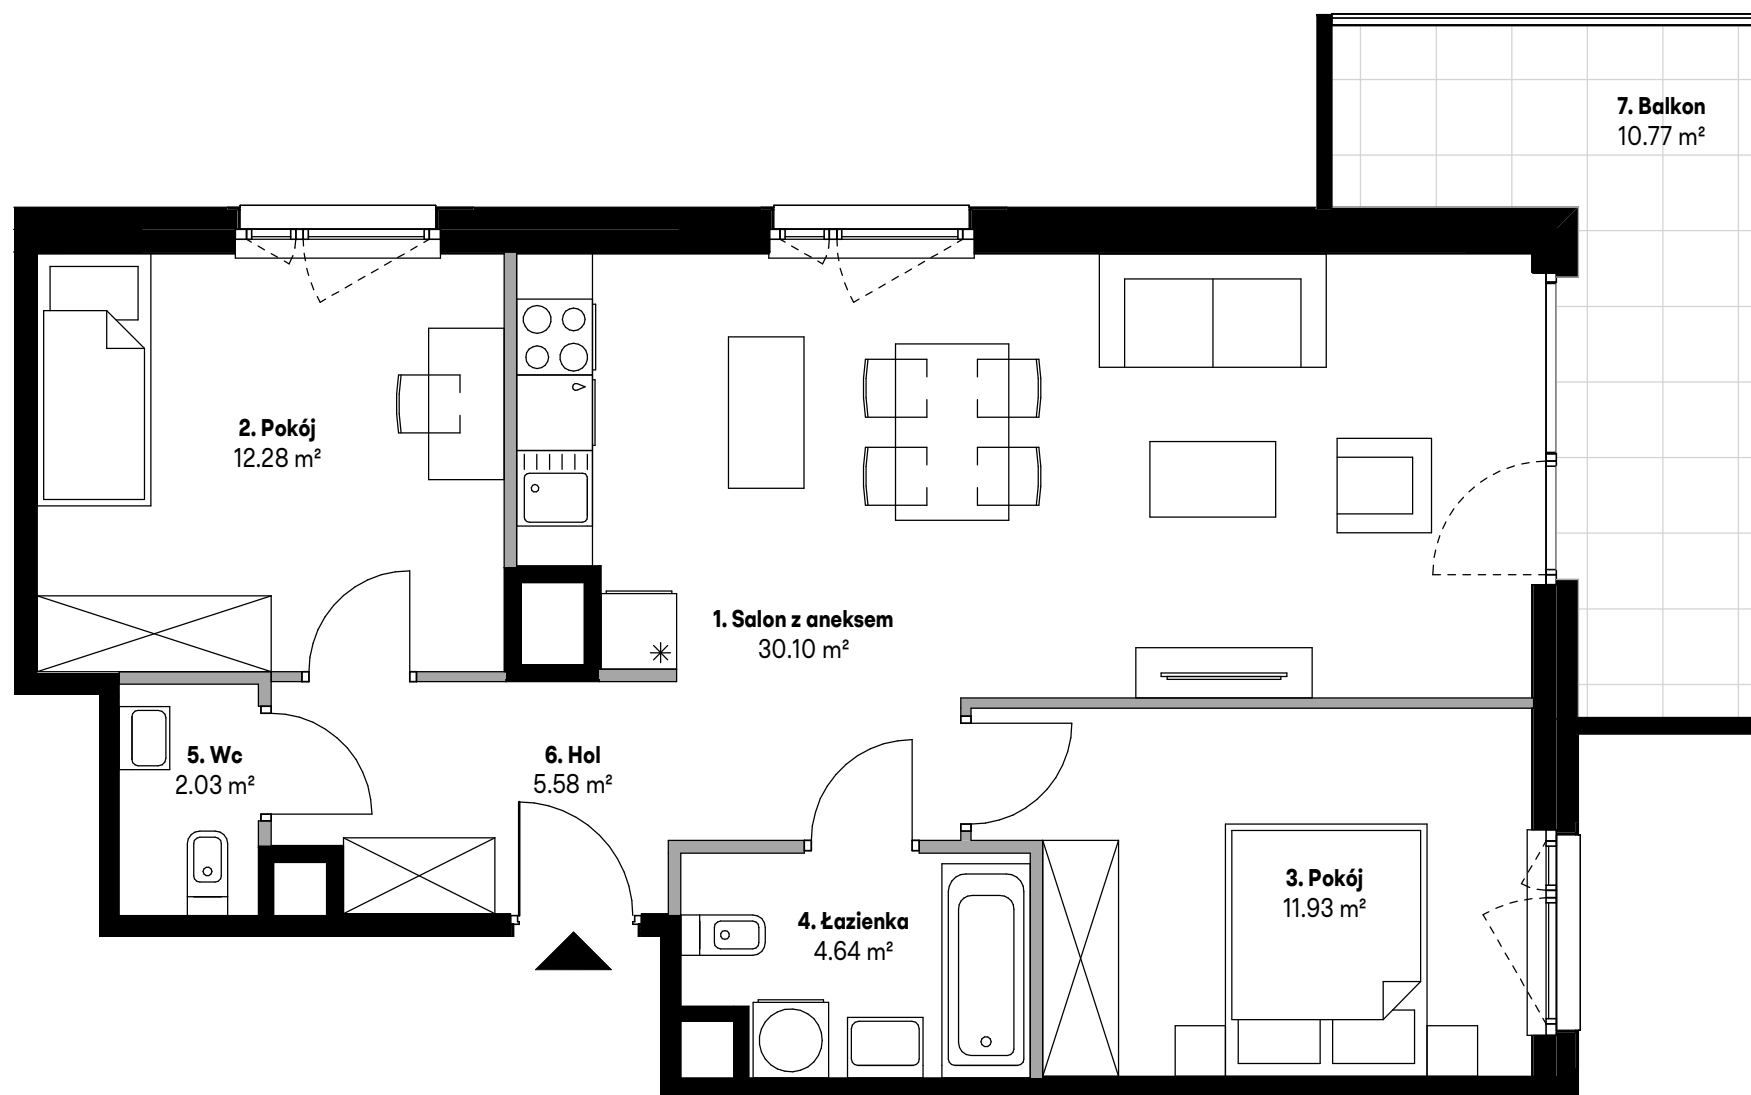 7. Balkon
10.77 m²
2. Pokój
12.28 m²
1. Salon z aneksem
30.10 m²
5. Wc
2.03 m²
6. Hol
5.58 m²
3. Pokój
11.93 m²
4. Łazienka
4.64 m²